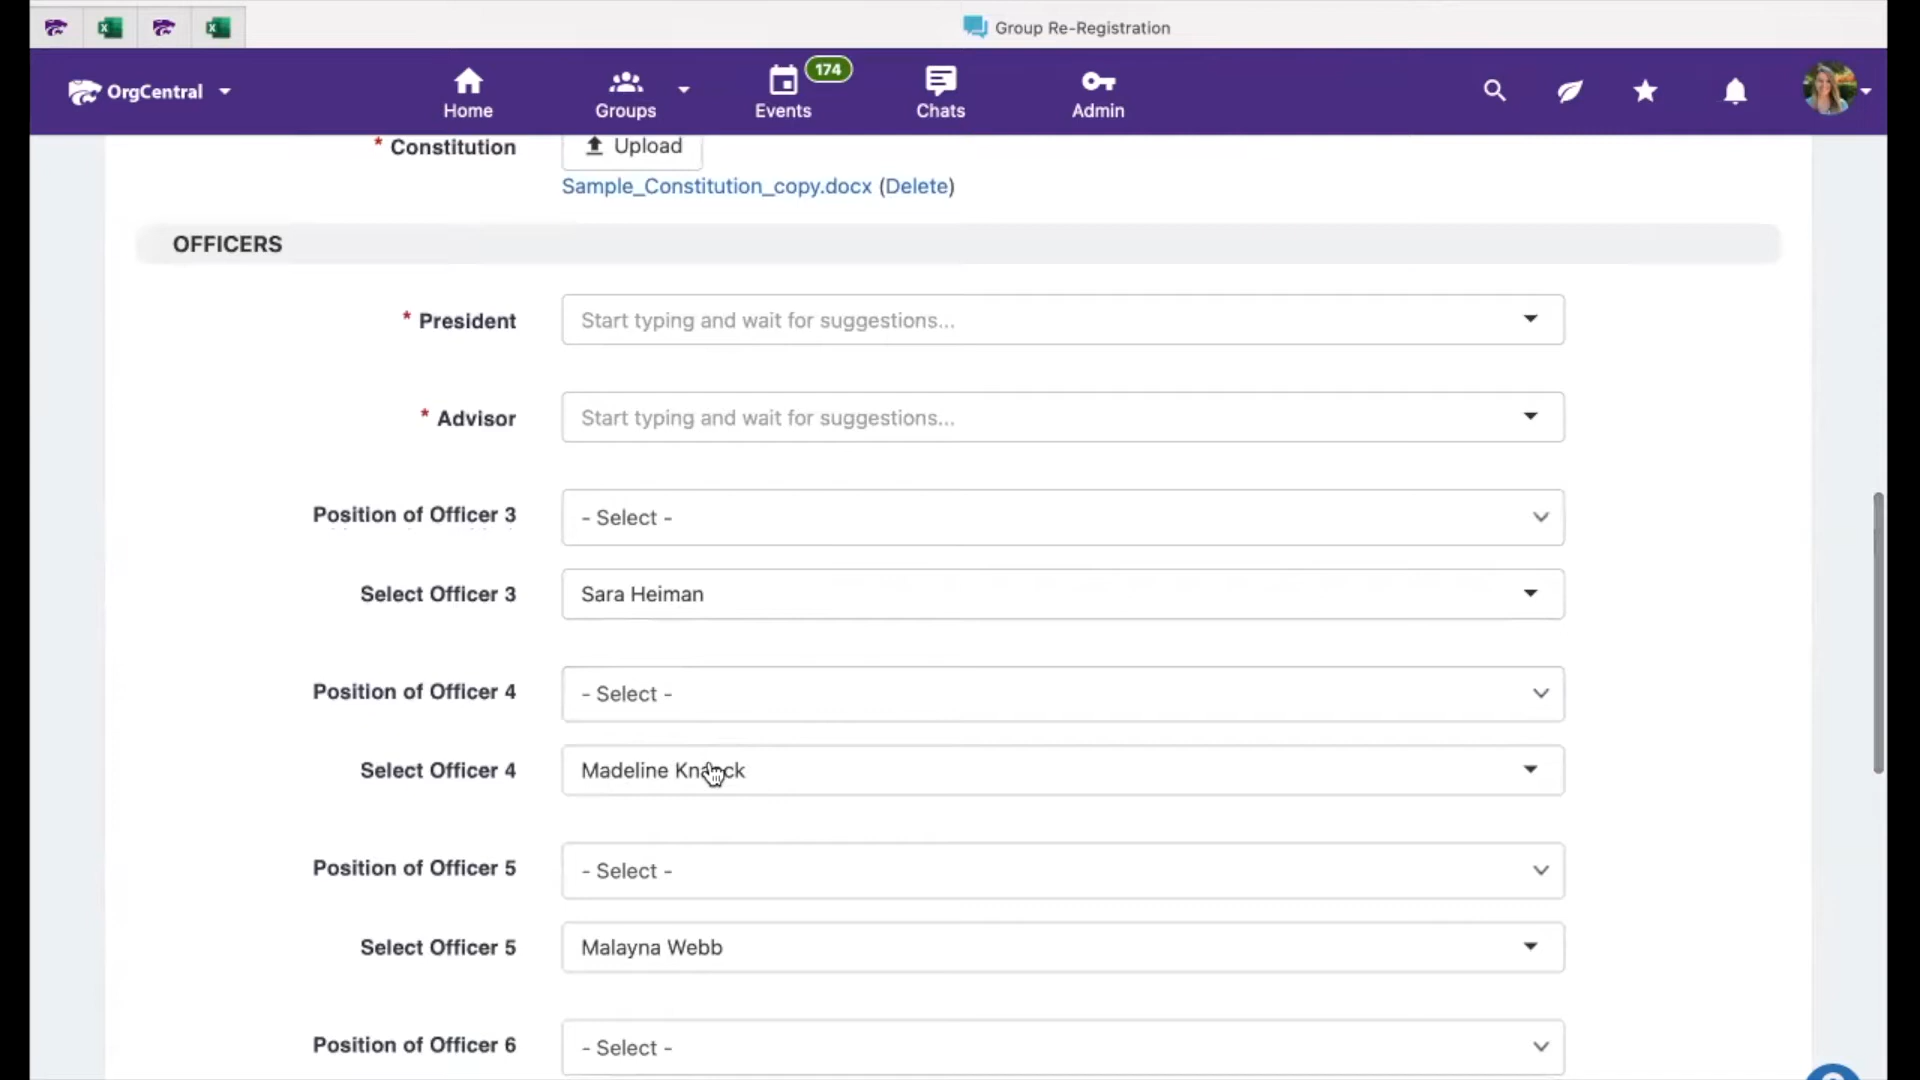 Group Re-Registration
OrgCentral
Home
Groups
Events
174
Chats
Admin
* Constitution
Upload
Sample_Constitution_copy.docx (Delete)
OFFICERS
* President
Start typing and wait for suggestions...
* Advisor
Start typing and wait for suggestions...
Position of Officer 3
- Select -
Select Officer 3
Sara Heiman
Position of Officer 4
- Select -
Select Officer 4
Madeline
Position of Officer 5
- Select -
Select Officer 5
Malayna Webb
Position of Officer 6
- Select -